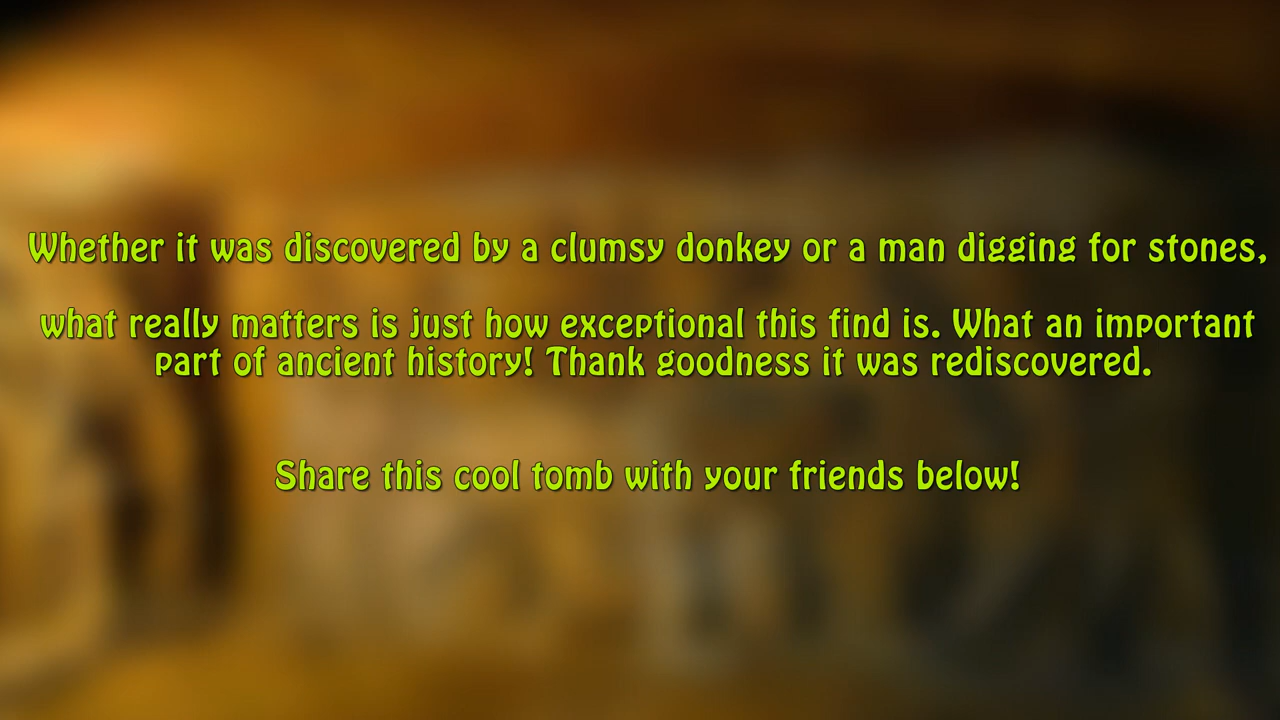 Whether it was discovered by a clumsy donkey or a man digging for stones,
what really matters is just how exceptional this find is. What an important
part of ancient history! Thank goodness it was rediscovered.
Share this cool tomb with your friends below!